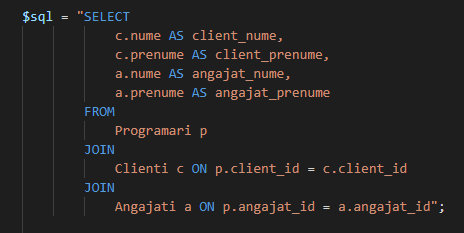 $sql = "SELECT
c.nume AS client_nume,
c.prenume AS client_prenume,
a.nume AS angajat_nume,
a.prenume AS angajat_prenume
FROM
Programari p
JOIN
Clienti c ON p.client_id = c.client_id
JOIN
Angajati a ON p.angajat_id = a.angajat_id";